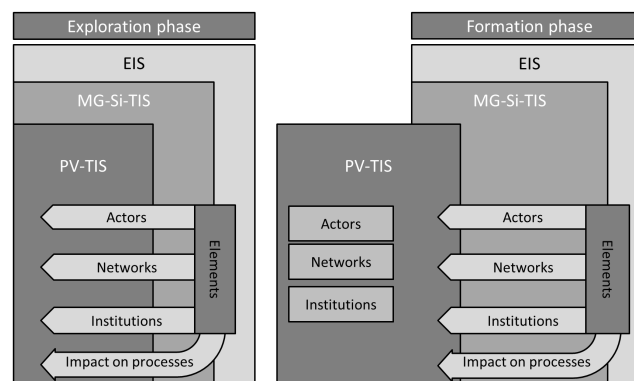 Exploration phase
EIS
MG-Si-TIS
PV-TIS
Actors
Networks
Institutions
Impact on processes
Elements
Formation phase
EIS
MG-Si-TIS
PV-TIS
Actors
Networks
Institutions
Actors
Networks
Institutions
Impact on processes
Elements